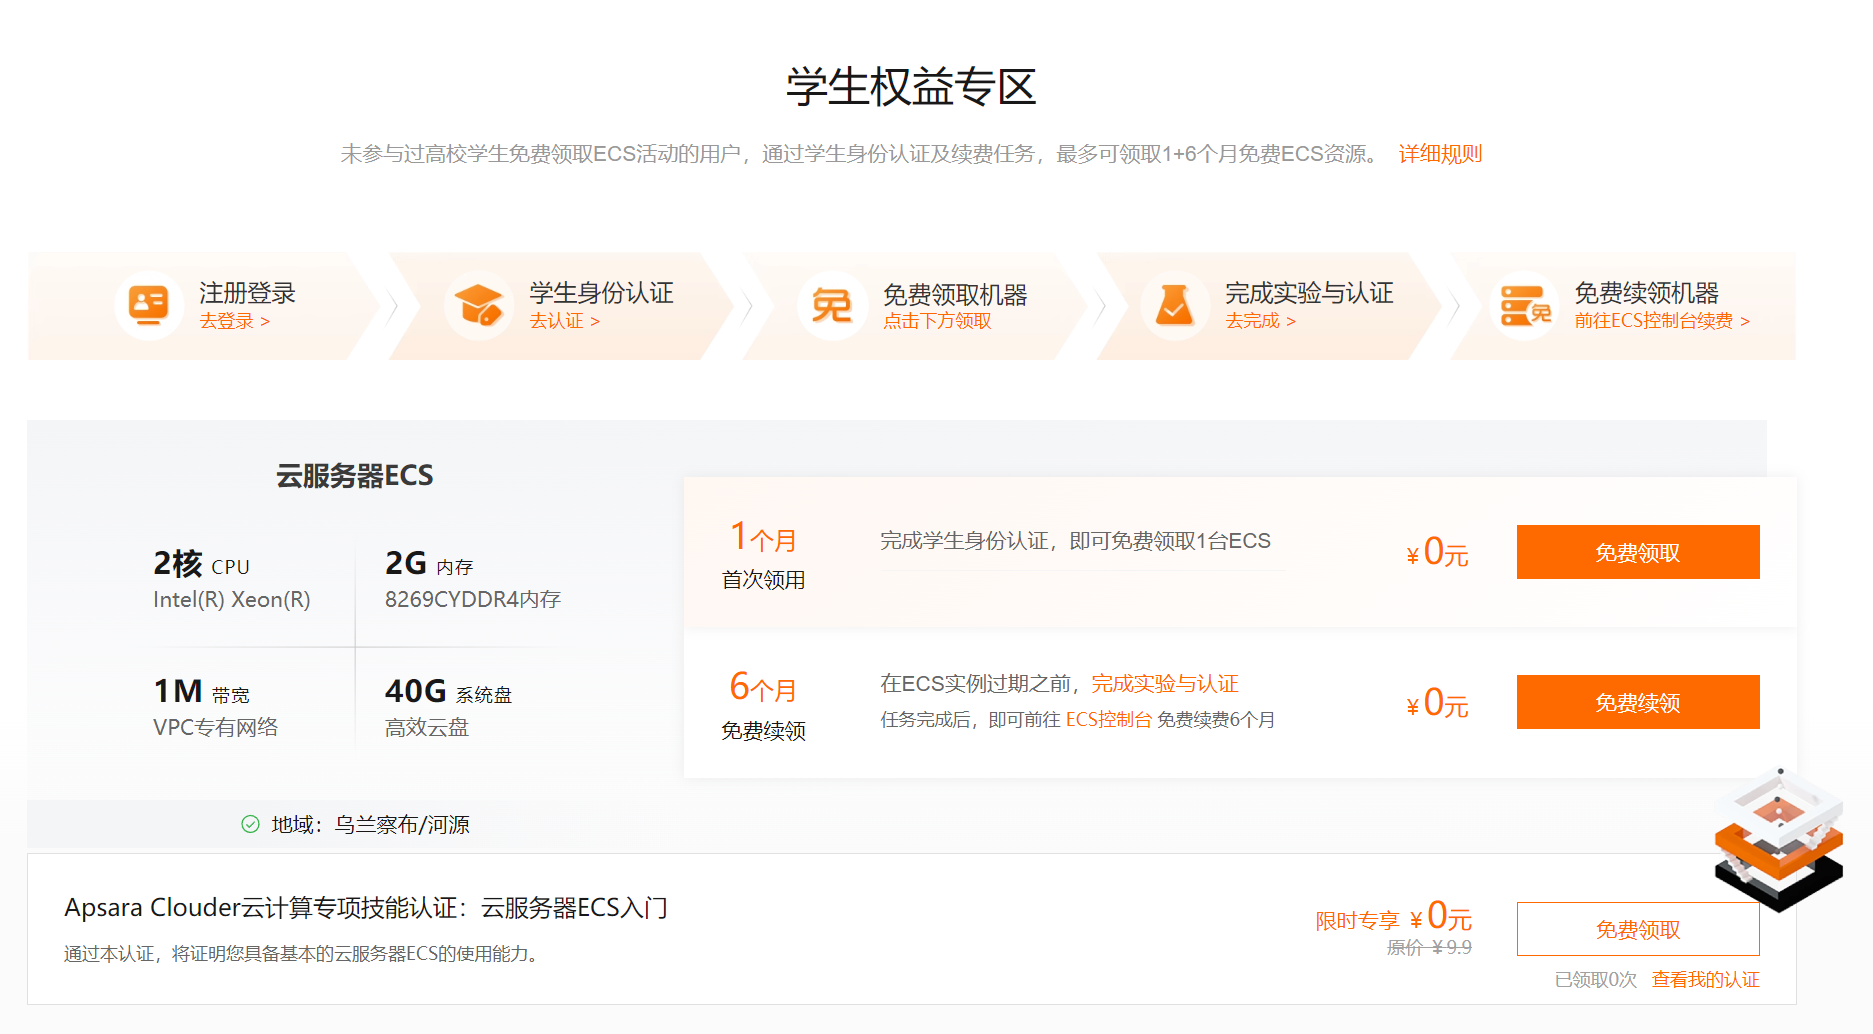 学生权益专区
未参与过高校学生免费领取ECS活动的用户，通过学生身份认证及续费任务，最多可领取1+6个月免费ECS资源。 详细规则
注册登录
去登录 >
学生身份认证
去认证 >
免
免费领取机器
点击下方领取
完成实验与认证
去完成 >
免
免费续领机器
前往ECS控制台续费 >
云服务器ECS
2核 CPU
Intel(R) Xeon(R)
2G 内存
8269CYDDR4内存
1M 带宽
VPC专有网络
40G 系统盘
高效云盘
地域：乌兰察布/河源
1个月
首次领用
完成学生身份认证，即可免费领取1台ECS
¥0元
免费领取
6个月
免费续领
在ECS实例过期之前，完成实验与认证
任务完成后，即可前往 ECS控制台 免费续费6个月
¥0元
免费续领
Apsara Clouder云计算专项技能认证：云服务器ECS入门
通过本认证，将证明您具备基本的云服务器ECS的使用能力。
限时专享 ¥0元
原价 ¥9.9
免费领取
已领取0次 查看我的认证